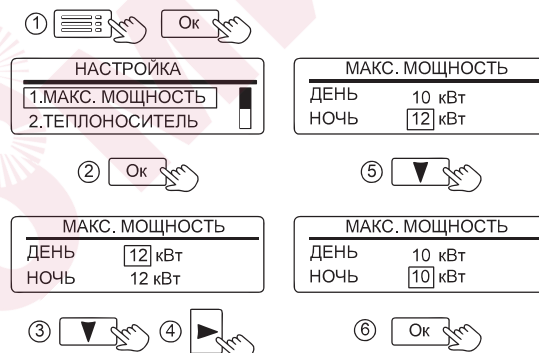 ① Ок
НАСТРОЙКА
1.МАКС. МОЩНОСТЬ
2.ТЕПЛОНОСИТЕЛЬ
② Ок
МАКС. МОЩНОСТЬ
ДЕНЬ 12 кВт
НОЧЬ 12 кВт
③ ④
МАКС. МОЩНОСТЬ
ДЕНЬ 10 кВт
НОЧЬ 12 кВт
⑤
МАКС. МОЩНОСТЬ
ДЕНЬ 10 кВт
НОЧЬ 10 кВт
⑥ Ок